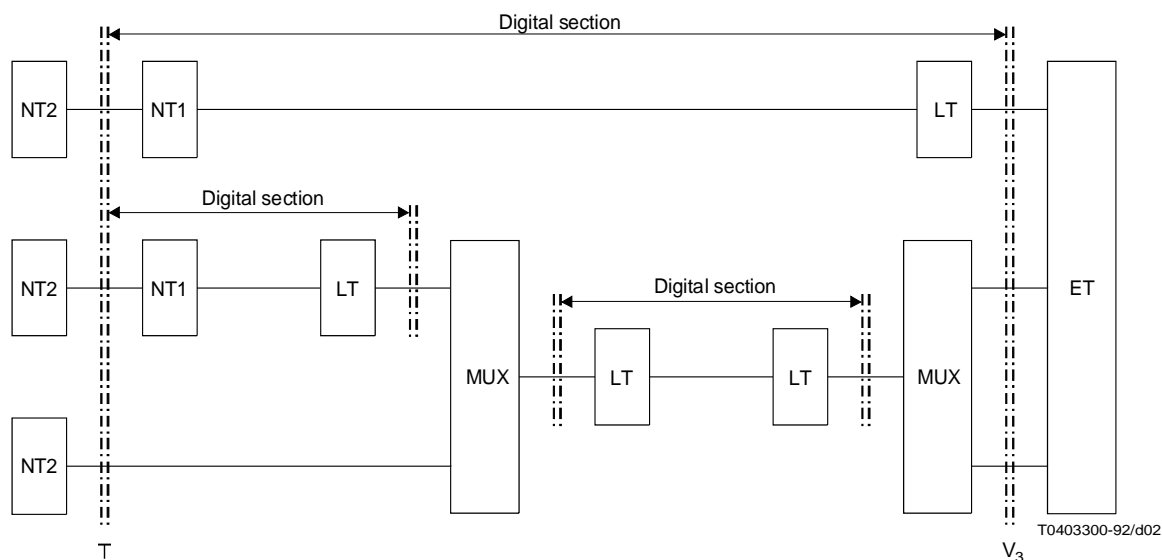 Digital section
NT2
NT1
LT
Digital section
NT2
NT1
LT
MUX
Digital section
LT
LT
MUX
ET
NT2
T0403300-92/d02
T
V3